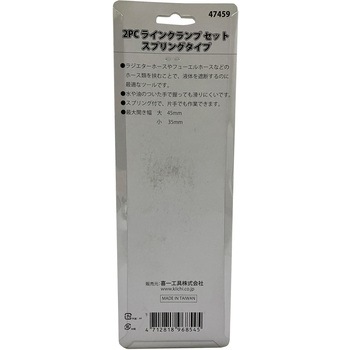 47459
2PC ラインクランプ セット
スプリングタイプ
●ラジエターホースやフューエルホースなどの
ホース類を挟むことで、液体を遮断するのに
最適なツールです。
●水や油のついた手で握っても滑りにくいです。
●スプリング付で、片手でも作業できます。
●最大開き幅 大 45mm
小 35mm
販売元: 喜一工具株式会社
www.kiichi.co.jp
MADE IN TAIWAN
4 712818 968545